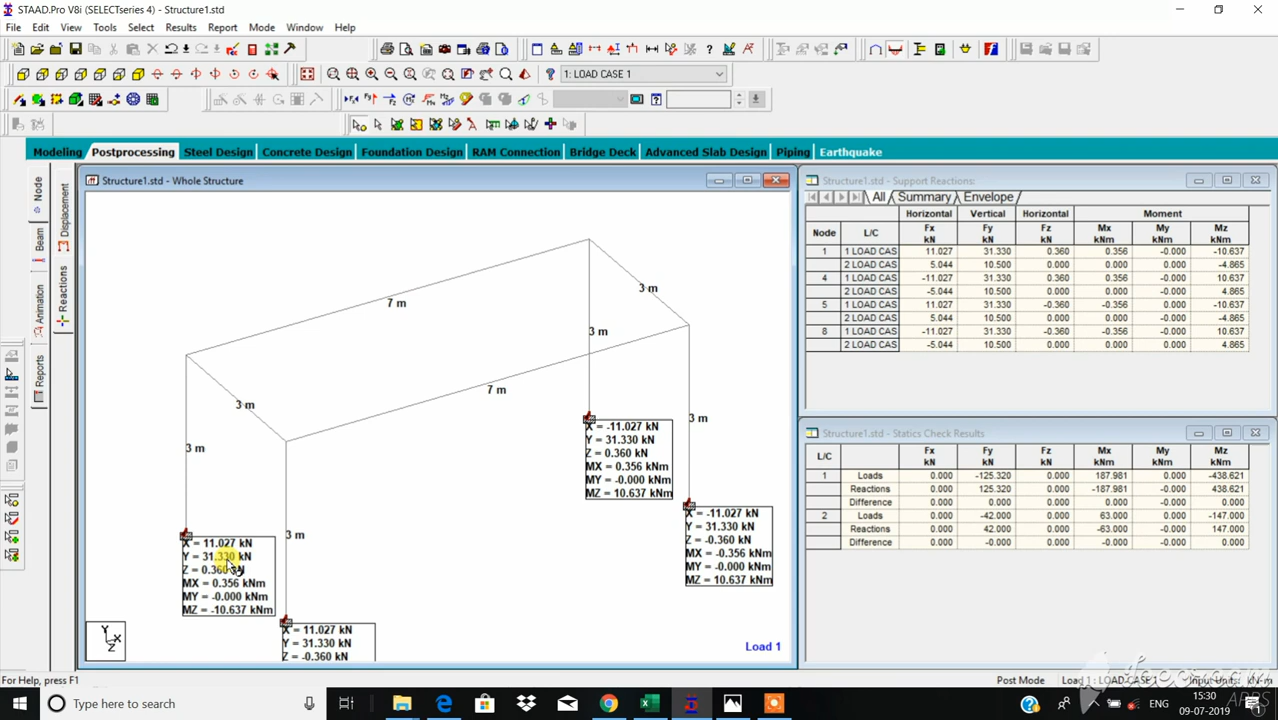 STAAD.Pro V8i (SELECTseries 4) - Structure1.std
File Edit View Tools Select Results Report Mode Window Help
1: LOAD CASE 1
Modeling Postprocessing Steel Design Concrete Design Foundation Design RAM Connection Bridge Deck Advanced Slab Design Piping Earthquake
Node
Beam
Animation
Reports
Displacement
Reactions
Structure1.std - Whole Structure
7 m
3 m
3 m
7 m
3 m
3 m
3 m
3 m
X = -11.027 kN
Y = 31.330 kN
Z = 0.360 kN
MX = 0.356 kNm
MY = -0.000 kNm
MZ = 10.637 kNm
X = -11.027 kN
Y = 31.330 kN
Z = -0.360 kN
MX = -0.356 kNm
MY = -0.000 kNm
MZ = 10.637 kNm
X = 11.027 kN
Y = 31.330 kN
Z = 0.360 kN
MX = 0.356 kNm
MY = -0.000 kNm
MZ = -10.637 kNm
X = 11.027 kN
Y = 31.330 kN
Z = -0.360 kN
Y
X
Z
Load 1
Structure1.std - Support Reactions:
All Summary Envelope
Horizontal Vertical Horizontal Moment
Node L/C Fx kN Fy kN Fz kN Mx kNm My kNm Mz kNm
1 1 LOAD CAS 11.027 31.330 0.360 0.356 -0.000 -10.637
2 LOAD CAS 5.044 10.500 0.000 0.000 0.000 -4.865
4 1 LOAD CAS -11.027 31.330 0.360 0.356 -0.000 10.637
2 LOAD CAS -5.044 10.500 0.000 0.000 0.000 4.865
5 1 LOAD CAS 11.027 31.330 -0.360 -0.356 -0.000 -10.637
2 LOAD CAS 5.044 10.500 0.000 0.000 0.000 -4.865
8 1 LOAD CAS -11.027 31.330 -0.360 -0.356 -0.000 10.637
2 LOAD CAS -5.044 10.500 0.000 0.000 0.000 4.865
Structure1.std - Statics Check Results
L/C Fx kN Fy kN Fz kN Mx kNm My kNm Mz kNm
1 Loads 0.000 -125.320 0.000 187.981 0.000 -438.621
Reactions 0.000 125.320 0.000 -187.981 0.000 438.621
Difference 0.000 0.000 0.000 0.000 0.000 0.000
2 Loads 0.000 -42.000 0.000 63.000 0.000 -147.000
Reactions 0.000 42.000 0.000 -63.000 0.000 147.000
Difference 0.000 -0.000 0.000 -0.000 -0.000 0.000
For Help, press F1
Post Mode Load 1 : LOAD CASE 1 Input Units: kN-m
Type here to search
ENG
15:30
09-07-2019